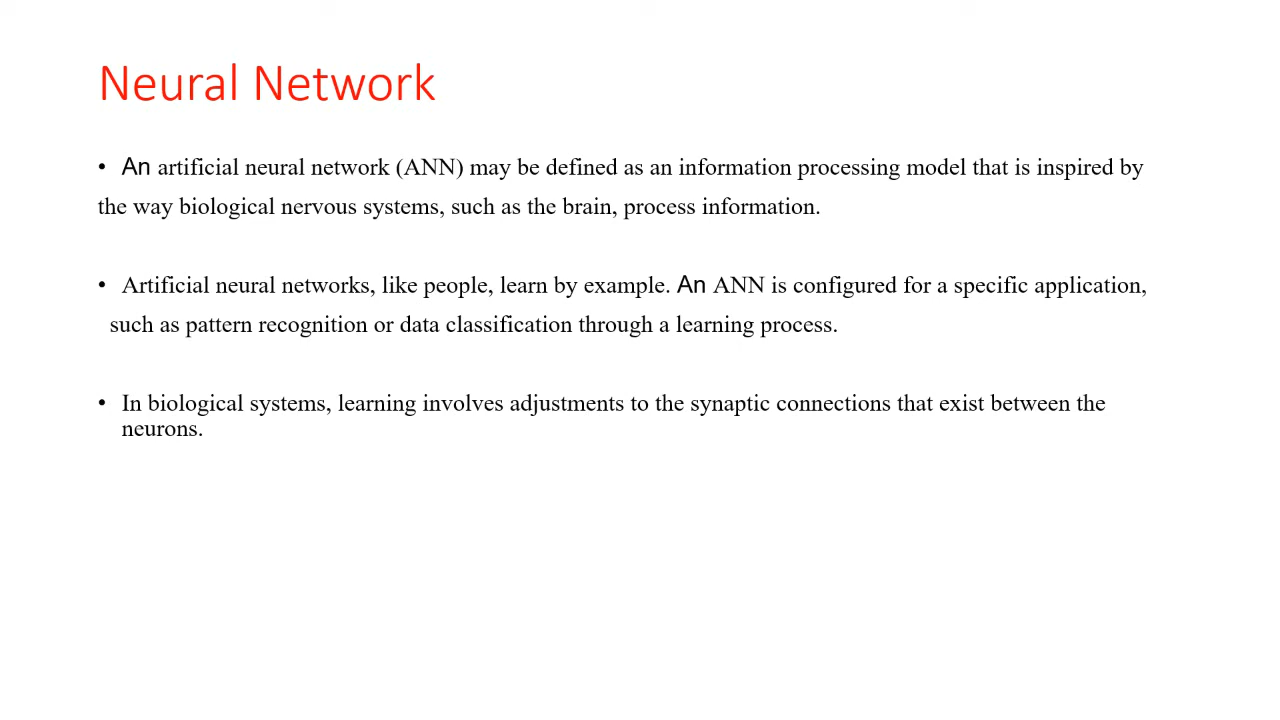 Neural Network
• An artificial neural network (ANN) may be defined as an information processing model that is inspired by
the way biological nervous systems, such as the brain, process information.
• Artificial neural networks, like people, learn by example. An ANN is configured for a specific application,
such as pattern recognition or data classification through a learning process.
• In biological systems, learning involves adjustments to the synaptic connections that exist between the
neurons.